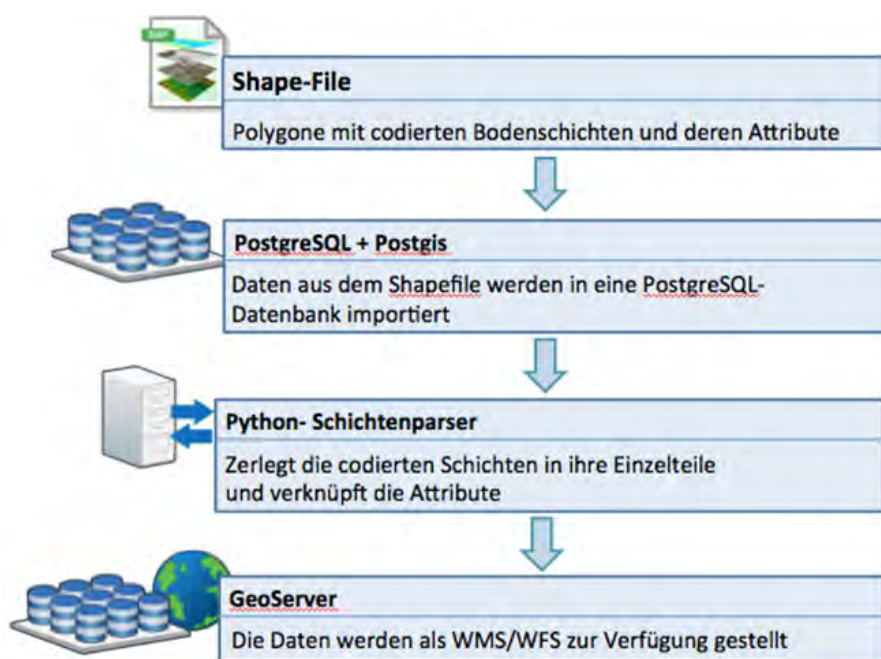 SHP
Shape-File
Polygone mit codierten Bodenschichten und deren Attribute
PostgreSQL + Postgis
Daten aus dem Shapefile werden in eine PostgreSQL-
Datenbank importiert
Python- Schichtenparser
Zerlegt die codierten Schichten in ihre Einzelteile
und verknüpft die Attribute
GeoServer
Die Daten werden als WMS/WFS zur Verfügung gestellt